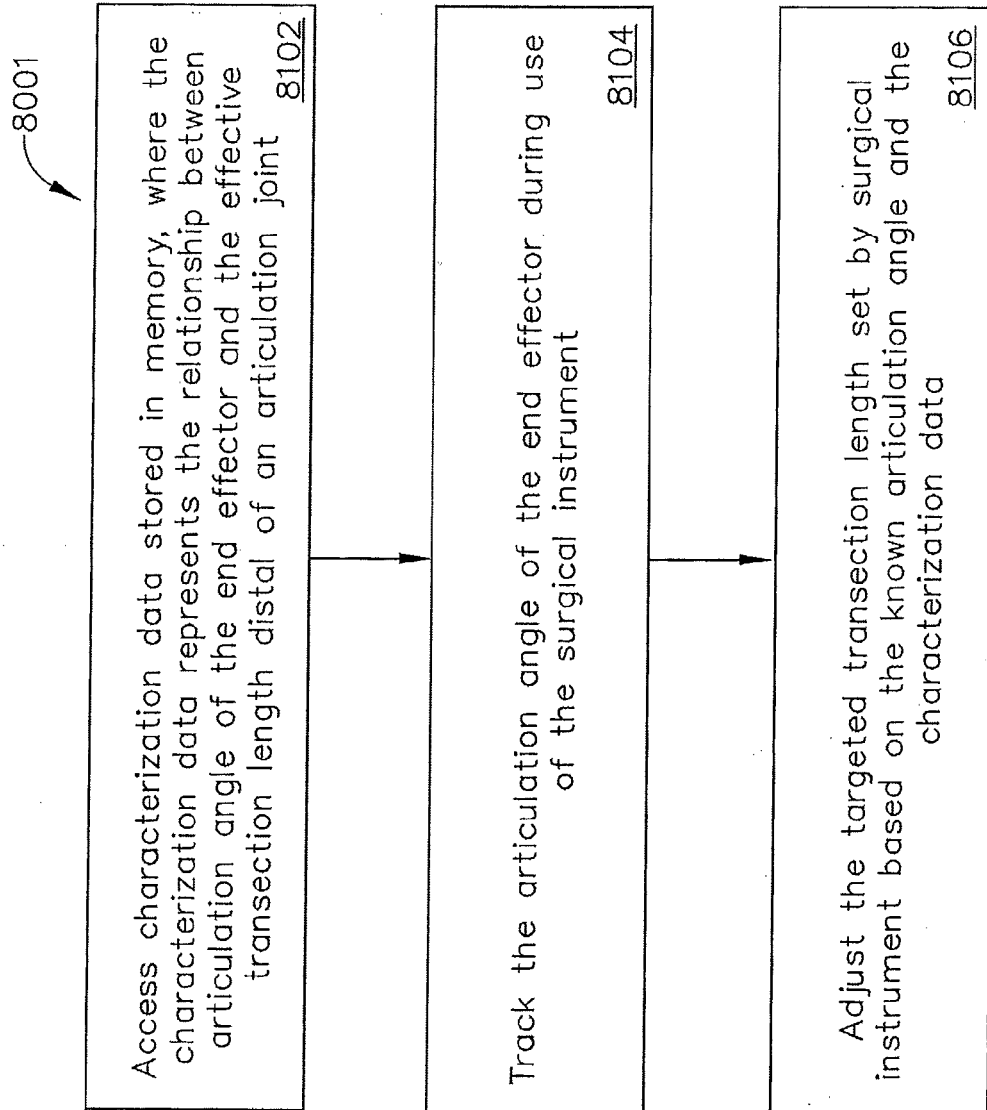 8001
Access characterization data stored in memory, where the
characterization data represents the relationship between
articulation angle of the end effector and the effective
transection length distal of an articulation joint
8102
Track the articulation angle of the end effector during use
of the surgical instrument
8104
Adjust the targeted transection length set by surgical
instrument based on the known articulation angle and the
characterization data
8106